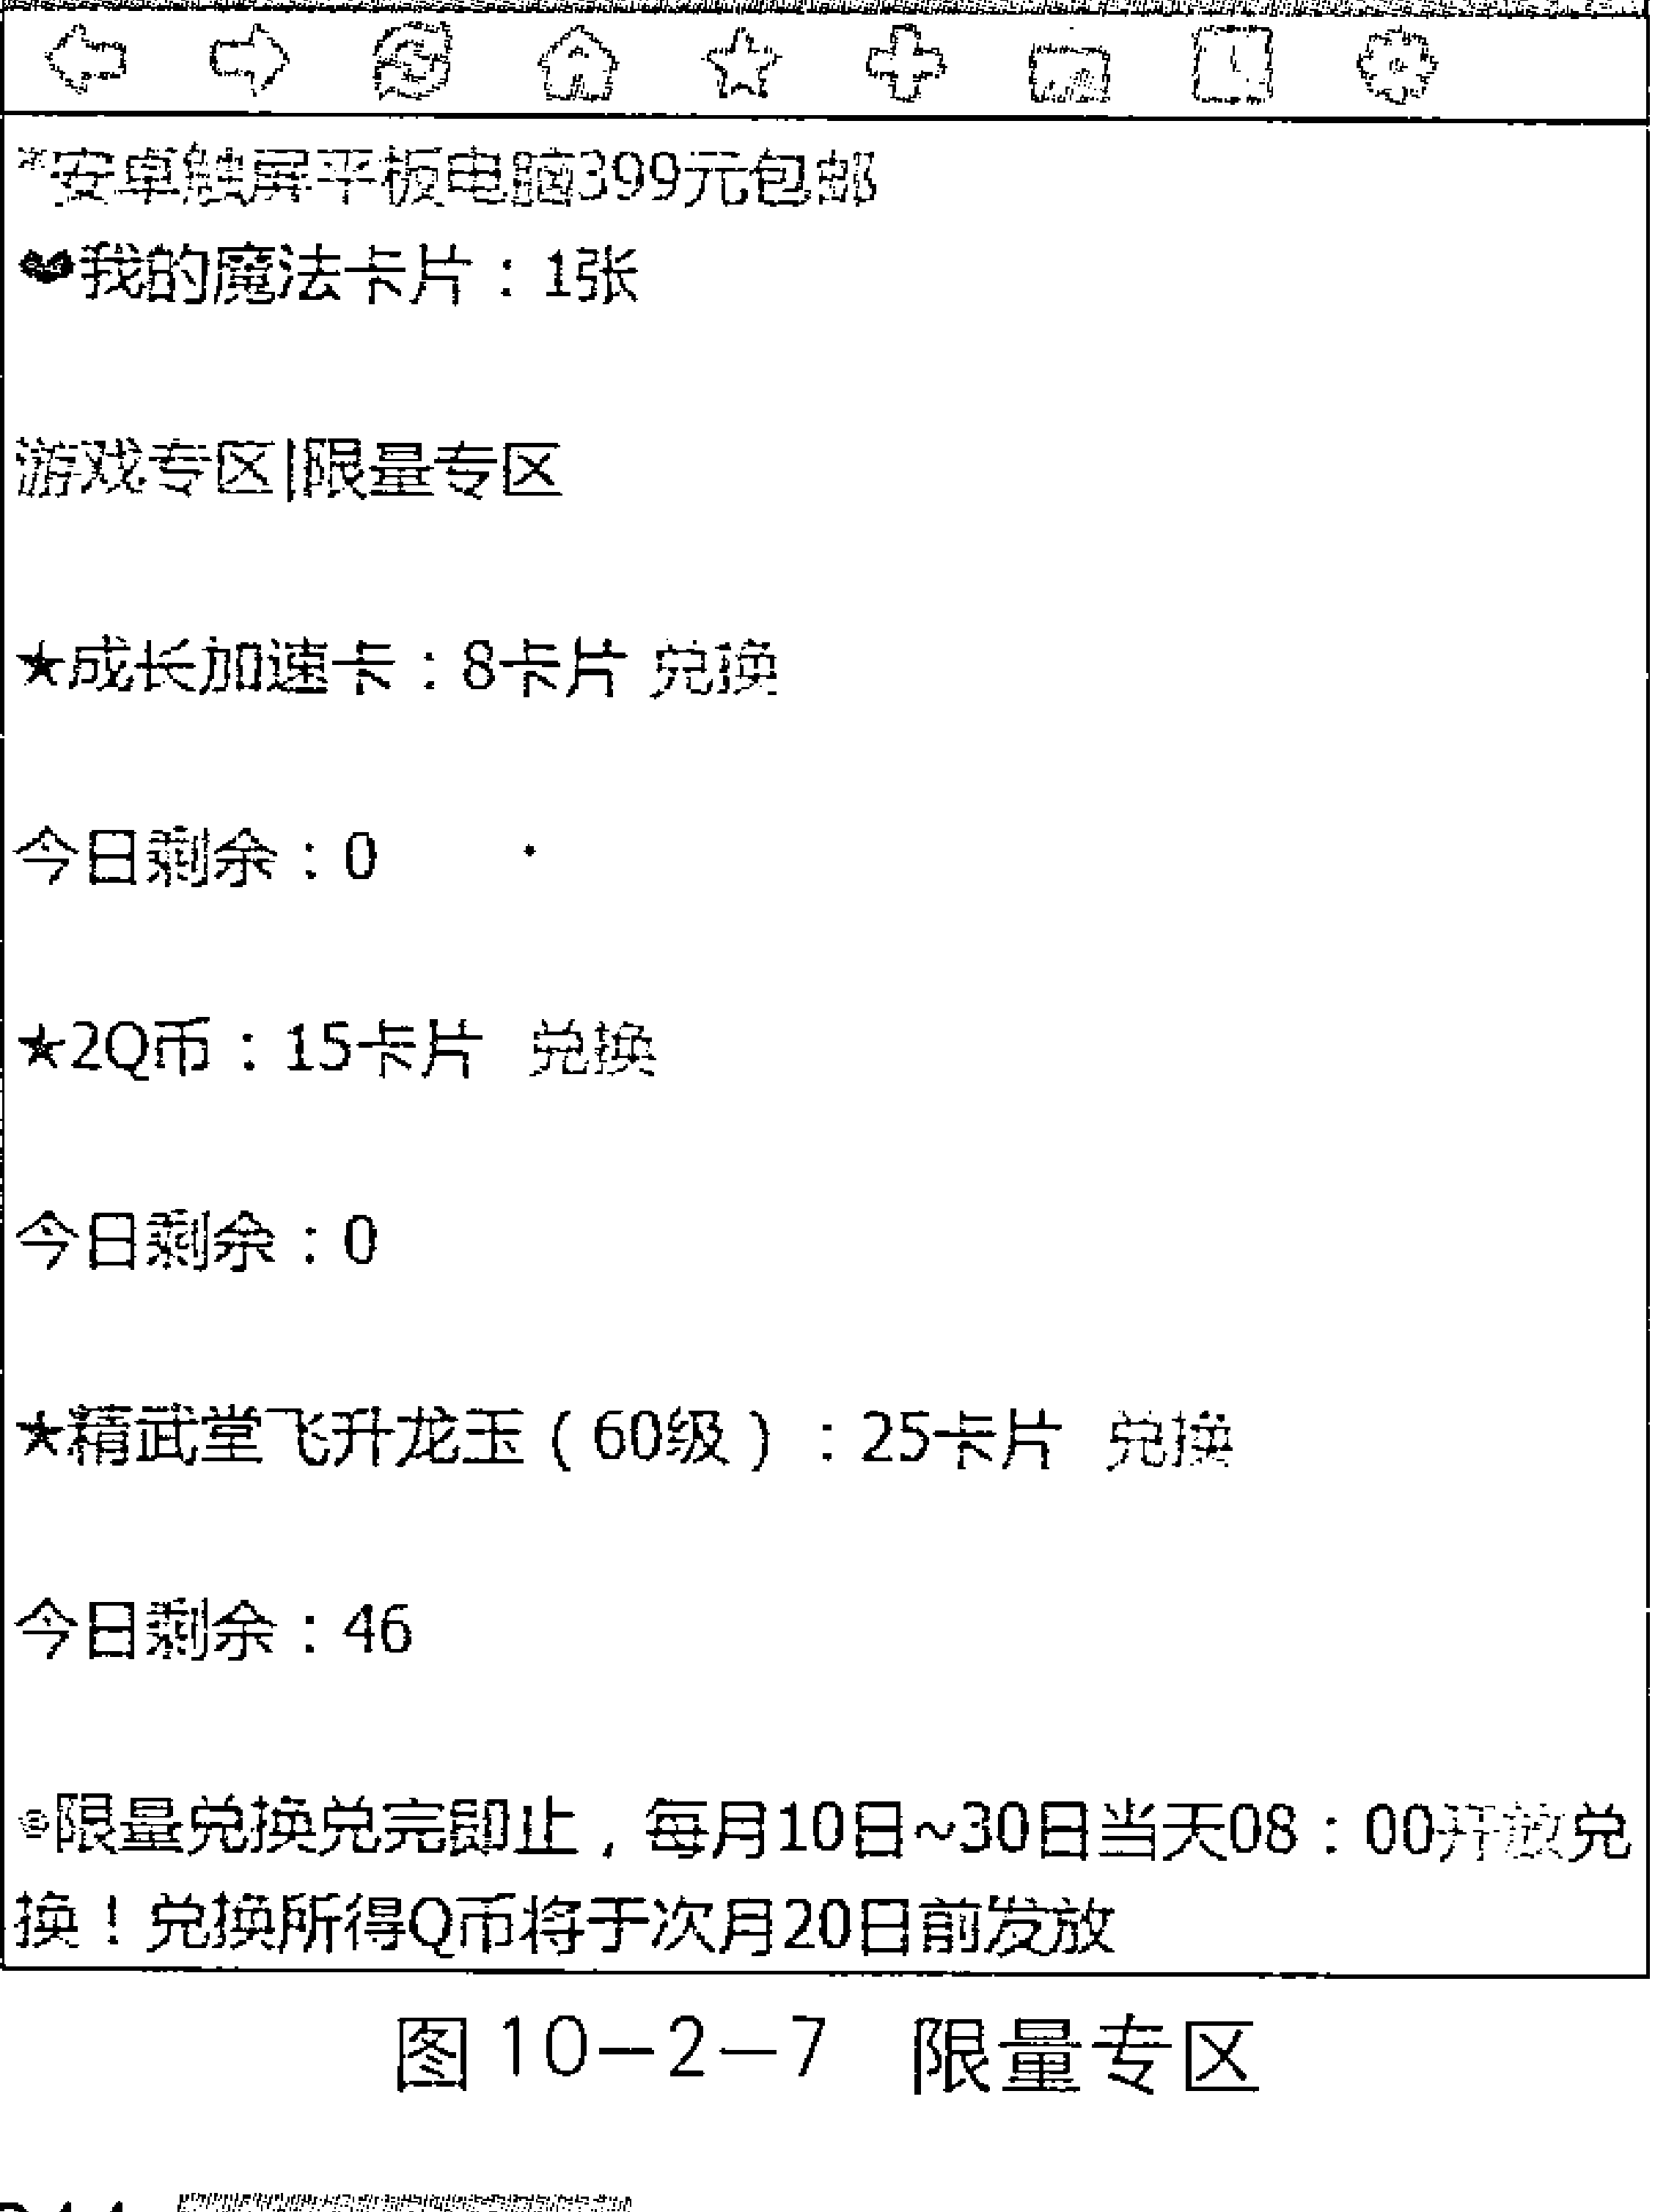 *安卓触屏平板电脑399元包邮
我的魔法卡片：1张
游戏专区|限量专区
★成长加速卡：8卡片 兑换
今日剩余：0
★2Q币：15卡片 兑换
今日剩余：0
★精武堂飞升龙玉（60级）：25卡片 兑换
今日剩余：46
限量兑换兑完即止，每月10日~30日当天08：00开放兑
换！兑换所得Q币将于次月20日前发放
图10-2-7 限量专区